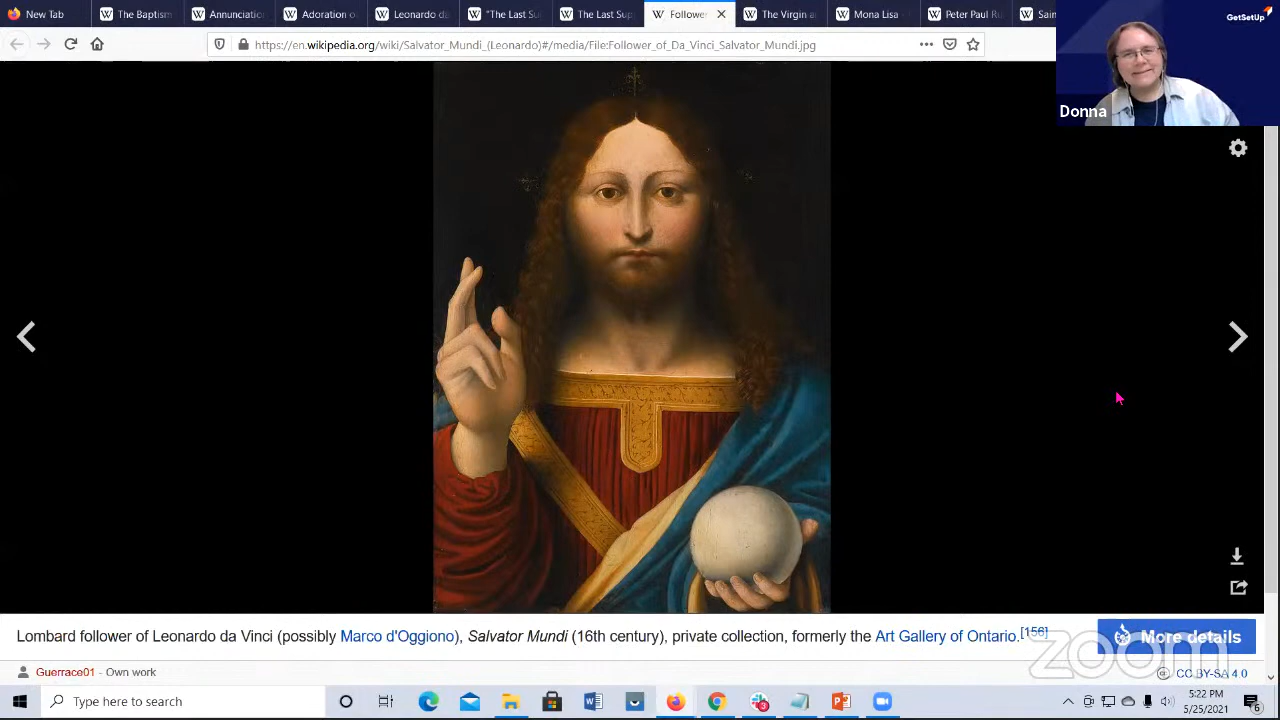 New Tab
The Baptism
Annunciatio
Adoration o
Leonardo da
"The Last Su
The Last Sup
Follower
The Virgin a
Mona Lisa -
Peter Paul Ru
Sain
GetSetUp
https://en.wikipedia.org/wiki/Salvator_Mundi_(Leonardo)#/media/File:Follower_of_Da_Vinci_Salvator_Mundi.jpg
Donna
Lombard follower of Leonardo da Vinci (possibly Marco d'Oggiono), Salvator Mundi (16th century), private collection, formerly the Art Gallery of Ontario.[156]
More details
zoom
Guerrace01 - Own work
CC BY-SA 4.0
Type here to search
5:22 PM
5/25/2021